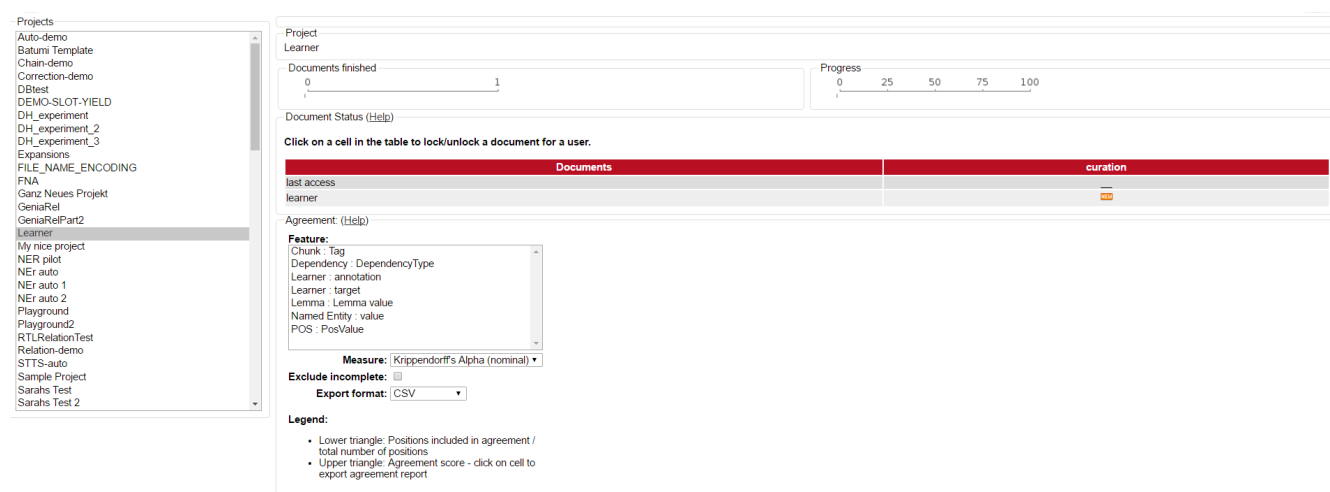 Projects
Auto-demo
Batumi Template
Chain-demo
Correction-demo
DBtest
DEMO-SLOT-YIELD
DH_experiment
DH_experiment_2
DH_experiment_3
Expansions
FILE_NAME_ENCODING
FNA
Ganz Neues Projekt
GeniaRel
GeniaRelPart2
Learner
My nice project
NER pilot
NEr auto
NEr auto 1
NEr auto 2
Playground
Playground2
RTLRelationTest
Relation-demo
STTS-auto
Sample Project
Sarahs Test
Sarahs Test 2
Project
Learner
Documents finished
0 1
Progress
0 25 50 75 100
Document Status (Help)
Click on a cell in the table to lock/unlock a document for a user.
Documents curation
last access __
learner NEW
Agreement: (Help)
Feature:
Chunk : Tag
Dependency : DependencyType
Learner : annotation
Learner : target
Lemma : Lemma value
Named Entity : value
POS : PosValue
Measure: Krippendorff's Alpha (nominal)
Exclude incomplete:
Export format: CSV
Legend:
• Lower triangle: Positions included in agreement /
total number of positions
• Upper triangle: Agreement score - click on cell to
export agreement report